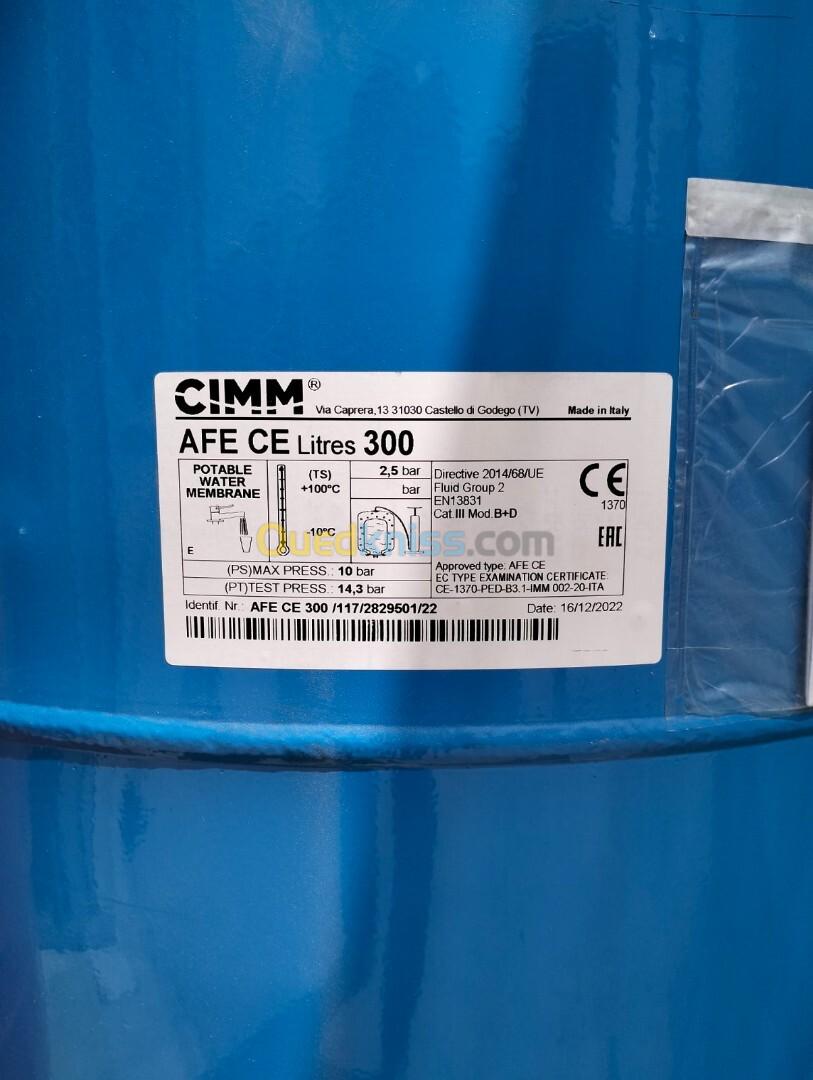 CIMM®
Via Caprera,13 31030 Castello di Godego (TV) Made in Italy
AFE CE Litres 300
POTABLE
WATER
MEMBRANE
E
(TS)
+100°C
-10°C
2,5 bar
bar
Directive 2014/68/UE
Fluid Group 2
EN13831
Cat.III Mod.B+D
CE
1370
EAC
Ouedkniss.com
(PS)MAX PRESS.: 10 bar
(PT)TEST PRESS.: 14,3 bar
Approved type: AFE CE
EC TYPE EXAMINATION CERTIFICATE:
CE-1370-PED-B3.1-IMM 002-20-ITA
Identif. Nr.: AFE CE 300 /117/2829501/22 Date: 16/12/2022